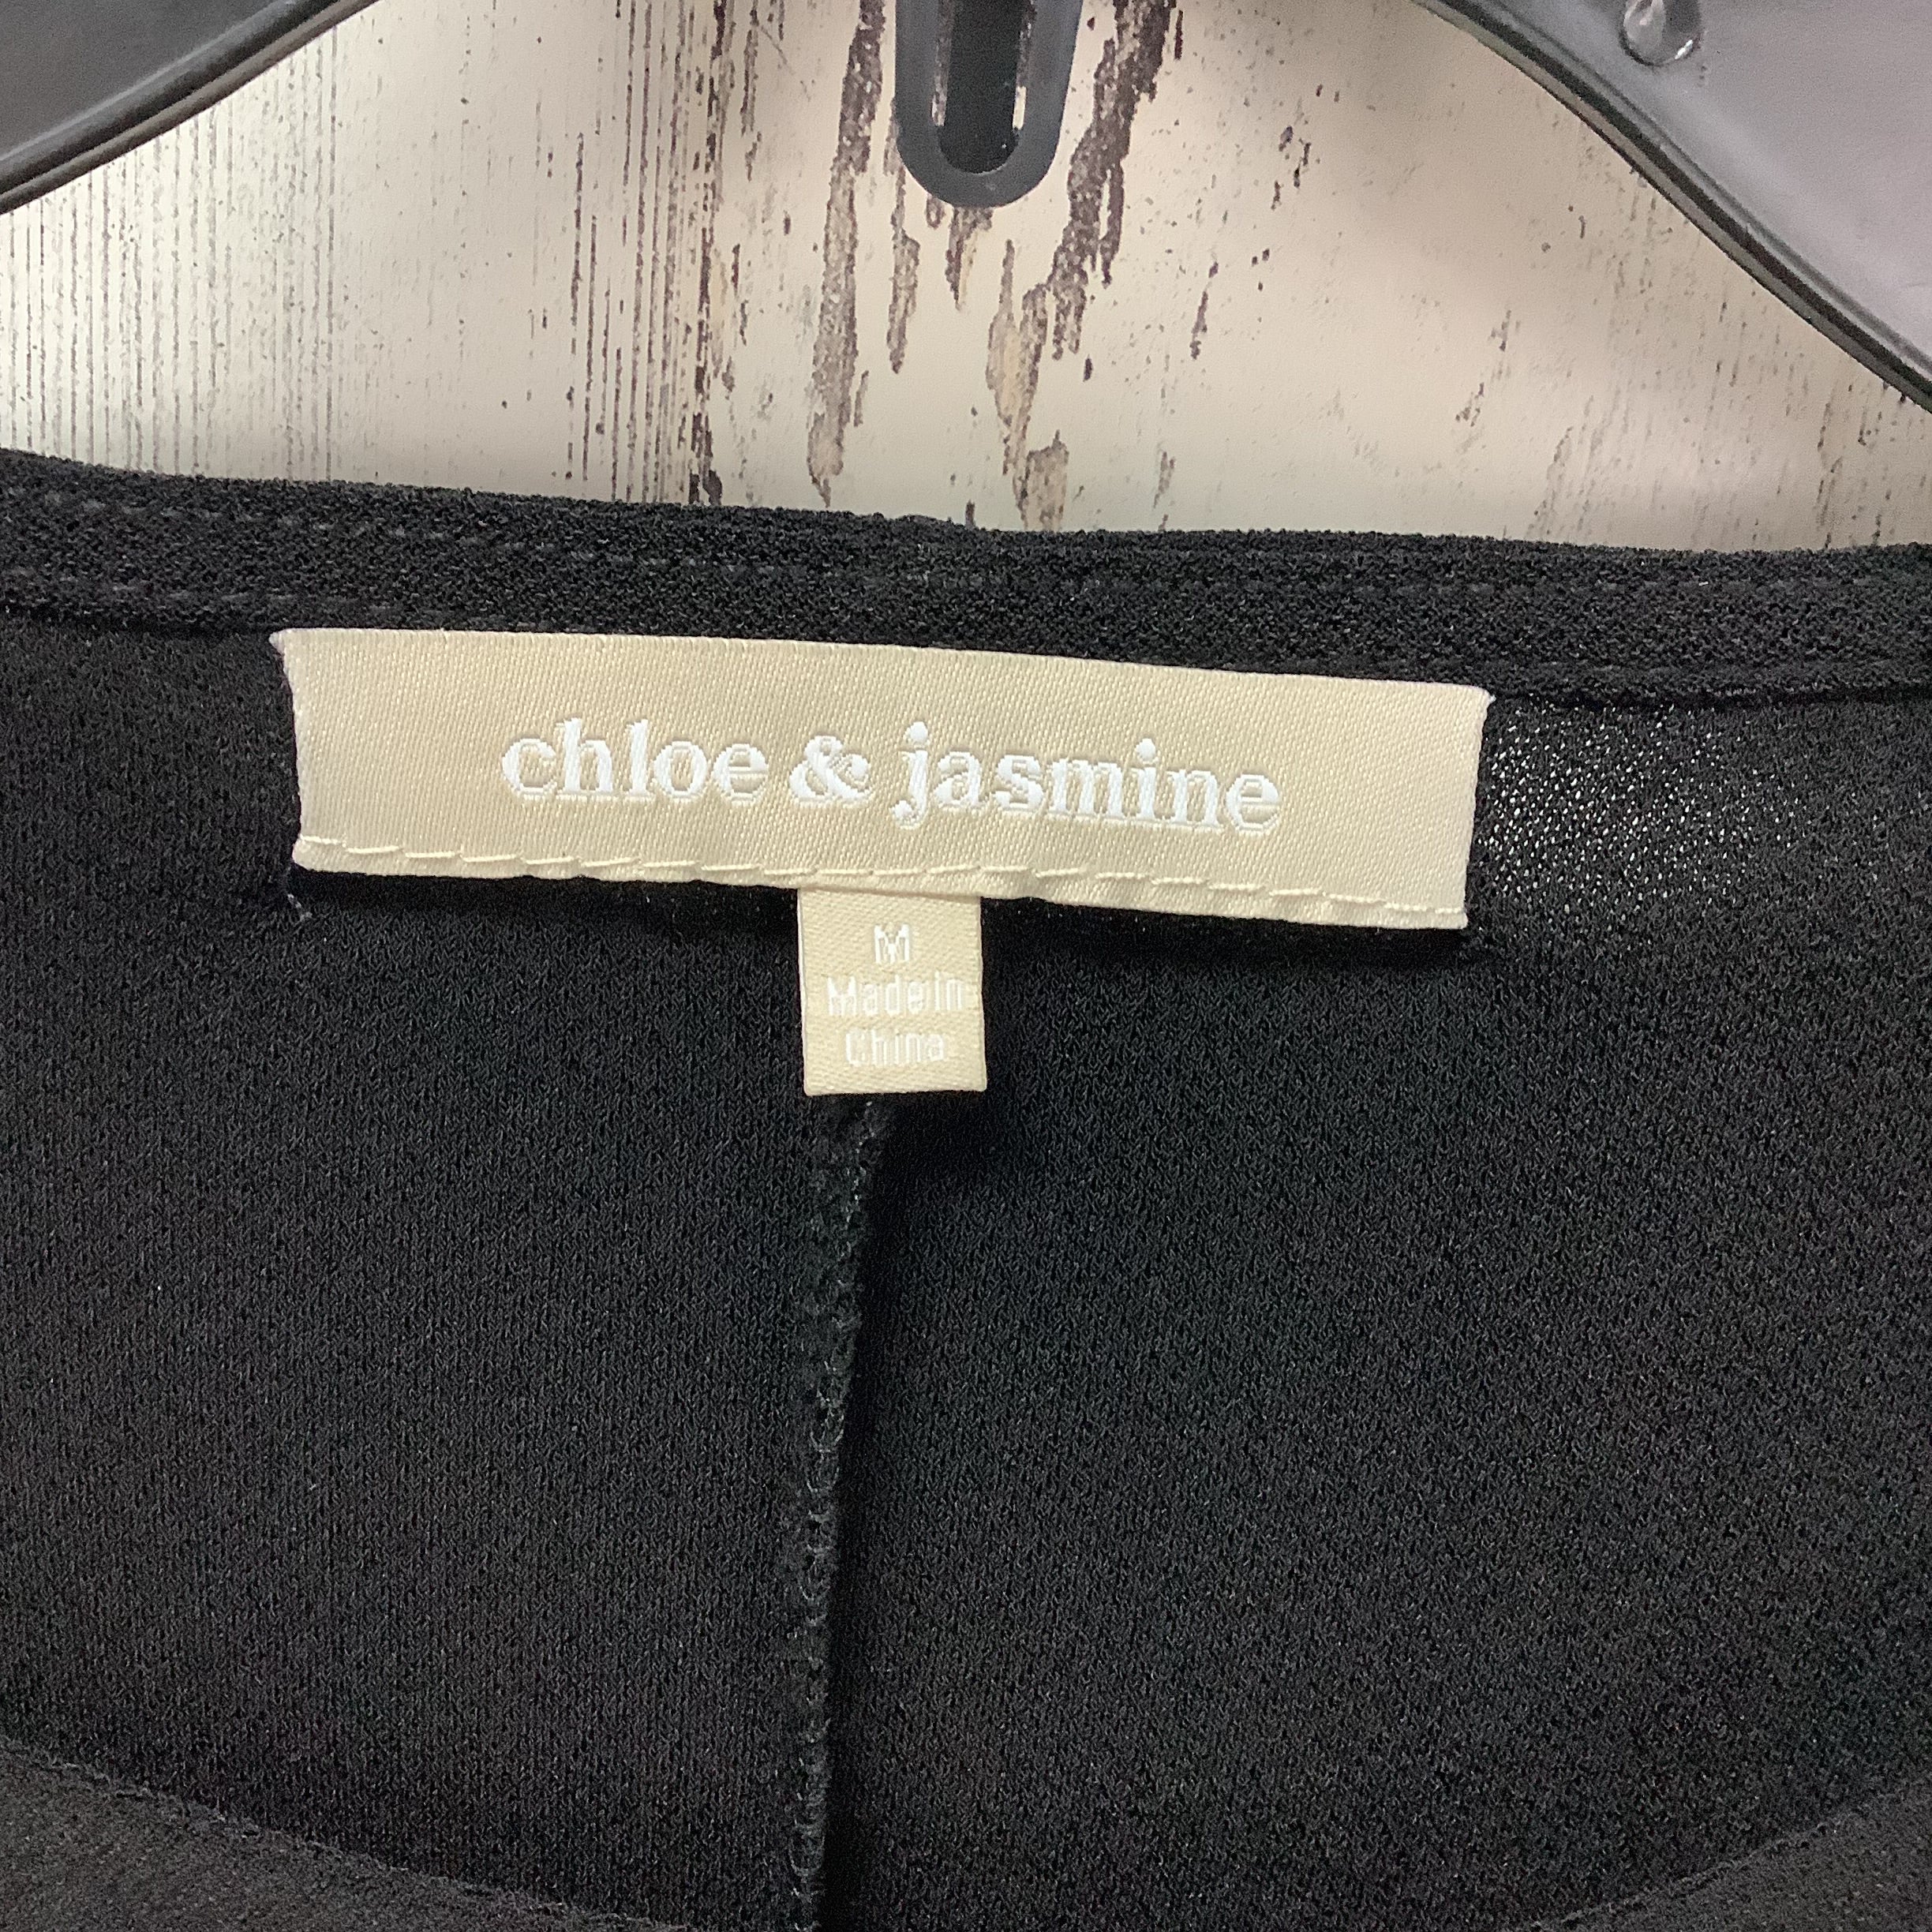 chloe & jasmine
M
Made in
China